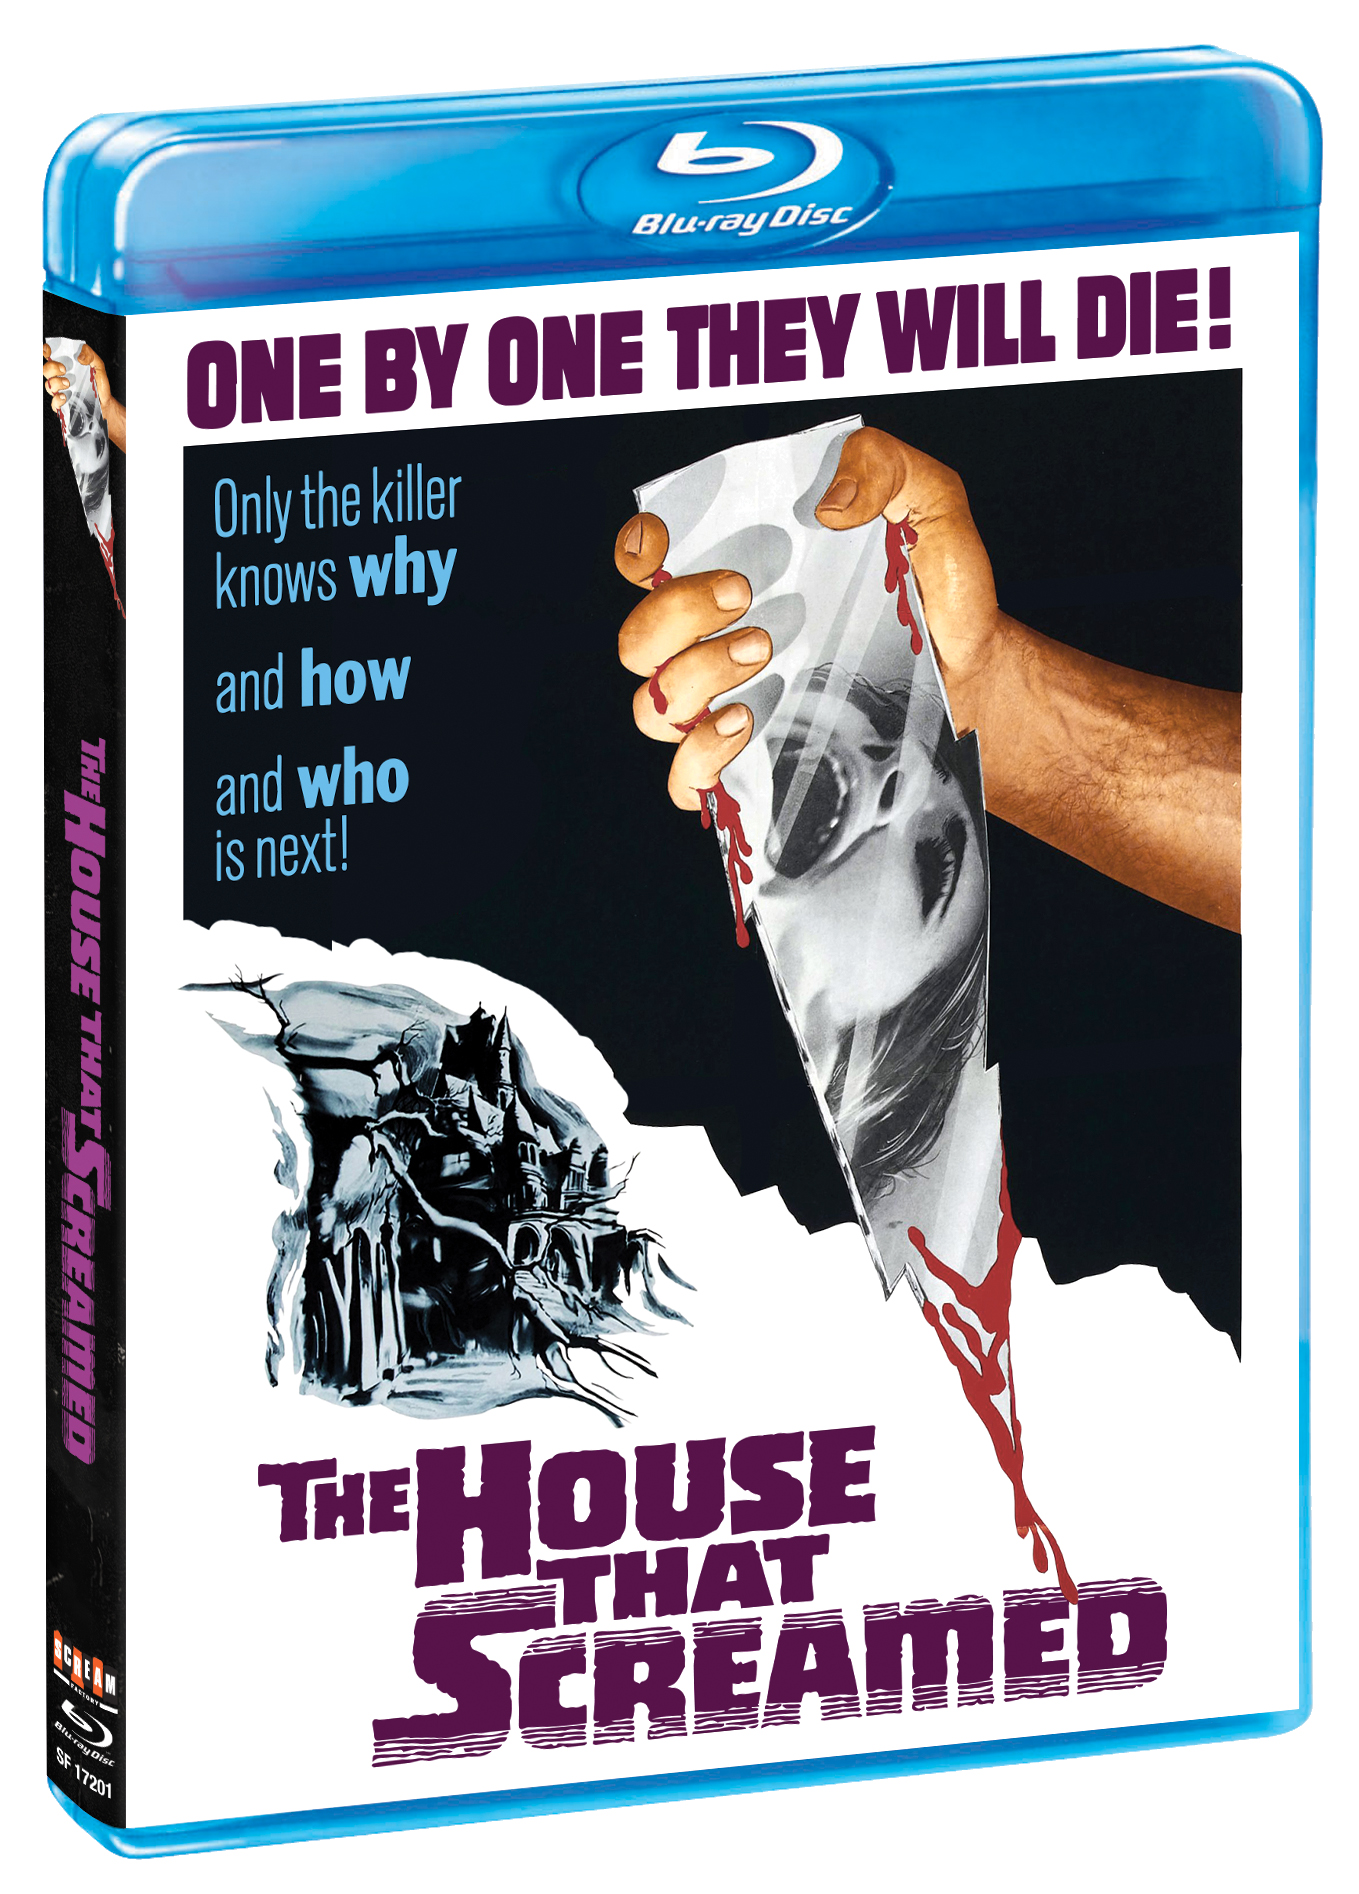 Blu-ray Disc
ONE BY ONE THEY WILL DIE!
Only the killer
knows why
and how
and who
is next!
THE HOUSE
THAT
SCREAMED
THE HOUSE THAT SCREAMED
SCREAM
FACTORY
Blu-ray Disc
SF 17201